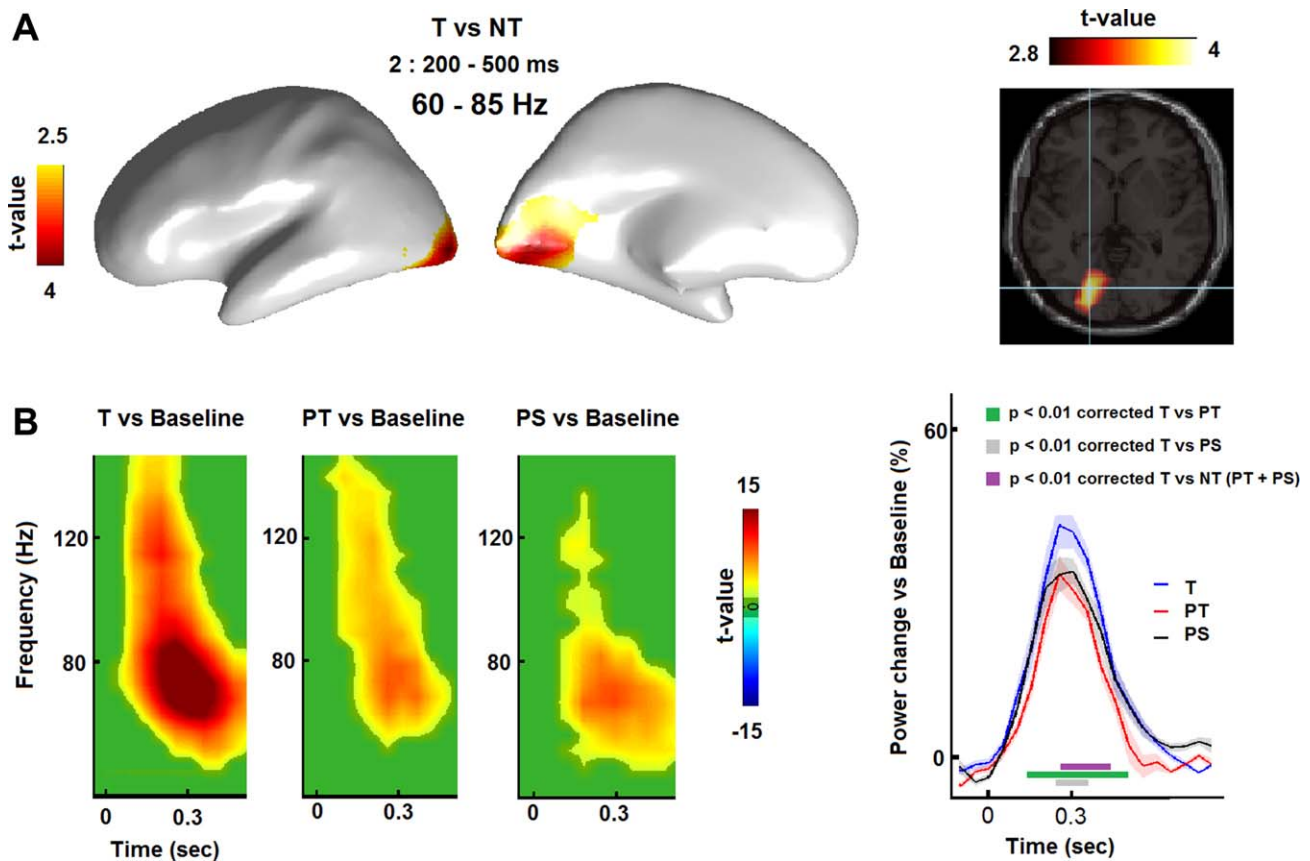 A
T vs NT
2 : 200 - 500 ms
60 - 85 Hz
2.5
t-value
4
t-value
2.8
4
B
T vs Baseline
PT vs Baseline
PS vs Baseline
Frequency (Hz)
120
80
0
0.3
Time (sec)
120
80
0
0.3
120
80
0
0.3
15
0
t-value
-15
p < 0.01 corrected T vs PT
p < 0.01 corrected T vs PS
p < 0.01 corrected T vs NT (PT + PS)
Power change vs Baseline (%)
60
0
T
PT
PS
0
0.3
Time (sec)